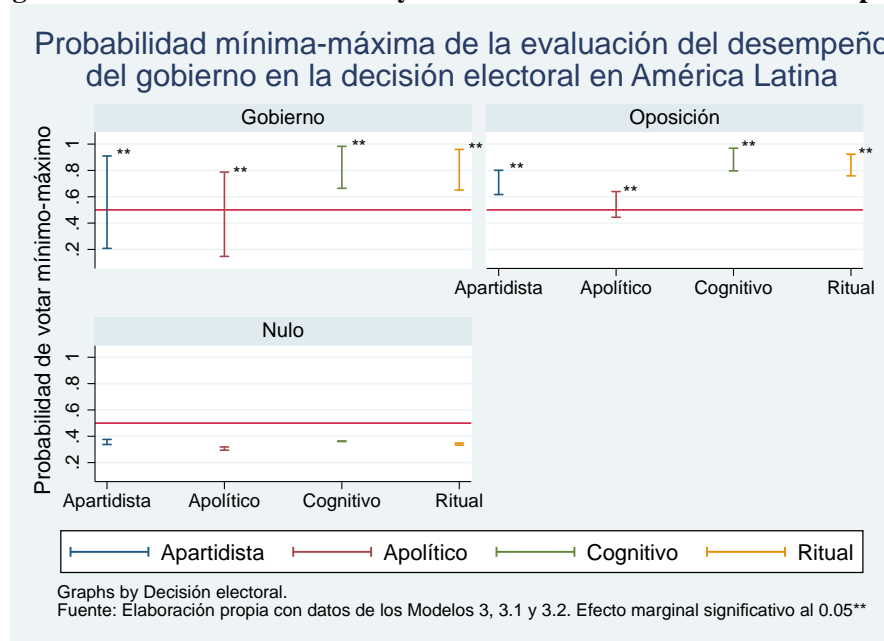 Probabilidad mínima-máxima de la evaluación del desempeño
del gobierno en la decisión electoral en América Latina
Probabilidad de votar mínimo-máximo
Gobierno
Oposición
1
.8
.6
.4
.2
** ** ** **
** ** ** **
Apartidista Apolítico Cognitivo Ritual
Nulo
1
.8
.6
.4
.2
Apartidista Apolítico Cognitivo Ritual
Apartidista Apolítico Cognitivo Ritual
Graphs by Decisión electoral.
Fuente: Elaboración propia con datos de los Modelos 3, 3.1 y 3.2. Efecto marginal significativo al 0.05**